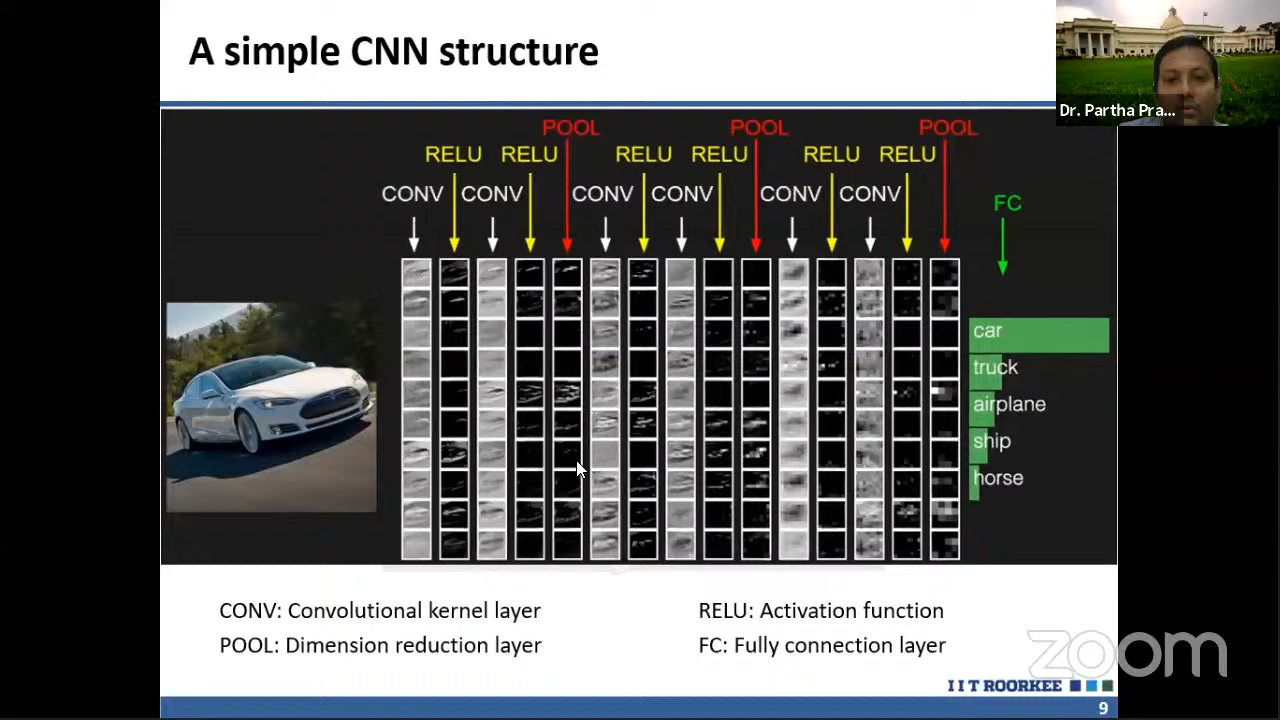 A simple CNN structure
Dr. Partha Pra...
POOL POOL POOL
RELU RELU RELU RELU RELU RELU
CONV CONV CONV CONV CONV CONV
FC
car
truck
airplane
ship
horse
CONV: Convolutional kernel layer
RELU: Activation function
POOL: Dimension reduction layer
FC: Fully connection layer
zoom
IIT ROORKEE
9